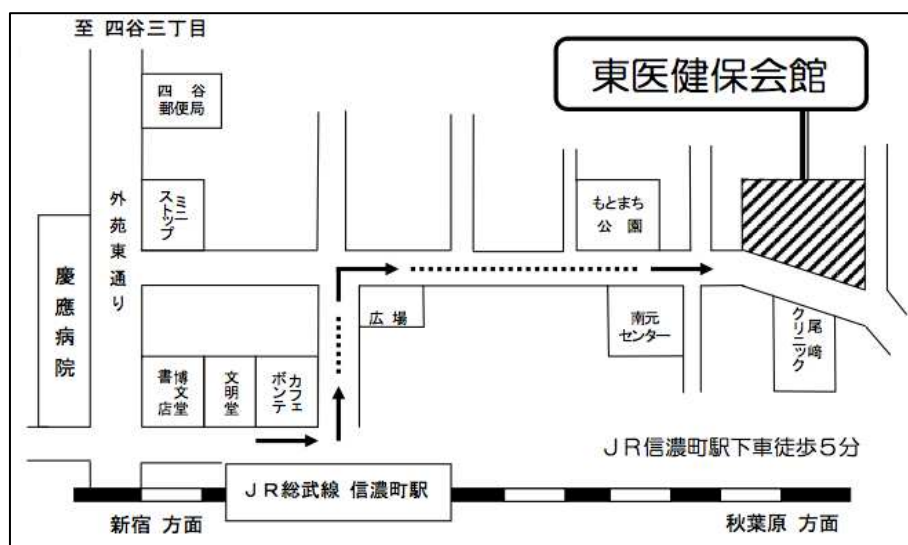 至 四谷三丁目
東医健保会館
四 谷
郵便局
外苑東通り
ミニ
ストップ
もとまち
公 園
慶應病院
広 場
南元
センター
尾﨑
クリニック
博文堂
書店
文明堂
カフェ
ボンテ
JR信濃町駅下車徒歩5分
JR総武線 信濃町駅
新宿 方面
秋葉原 方面